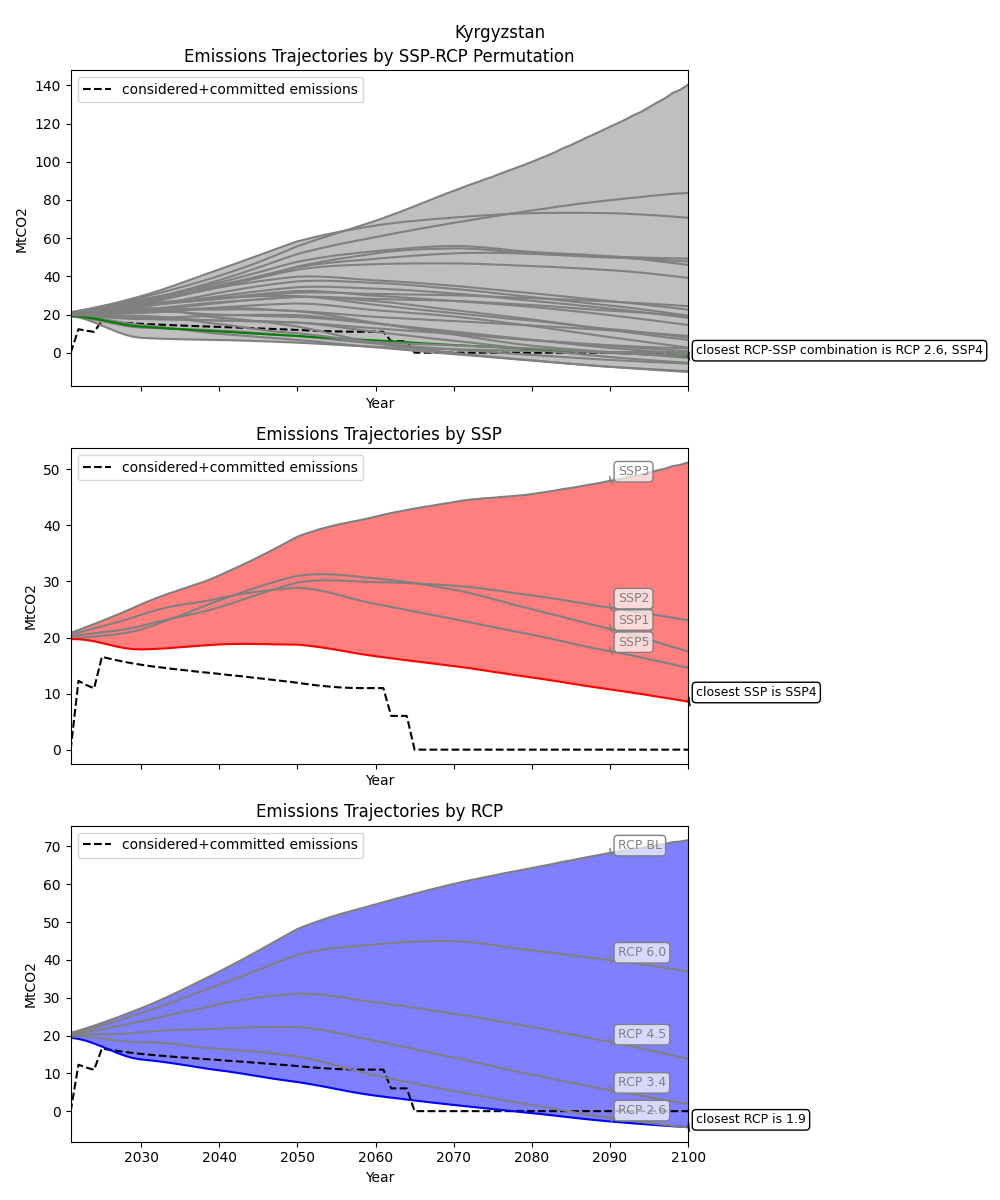 Kyrgyzstan
Emissions Trajectories by SSP-RCP Permutation
considered+committed emissions
140
120
100
80
60
40
20
0
MtCO2
closest RCP-SSP combination is RCP 2.6, SSP4
Year
Emissions Trajectories by SSP
considered+committed emissions
50
40
30
20
10
0
MtCO2
SSP3
SSP2
SSP1
SSP5
closest SSP is SSP4
Year
Emissions Trajectories by RCP
considered+committed emissions
70
60
50
40
30
20
10
0
MtCO2
RCP BL
RCP 6.0
RCP 4.5
RCP 3.4
RCP 2.6
closest RCP is 1.9
2030 2040 2050 2060 2070 2080 2090 2100
Year